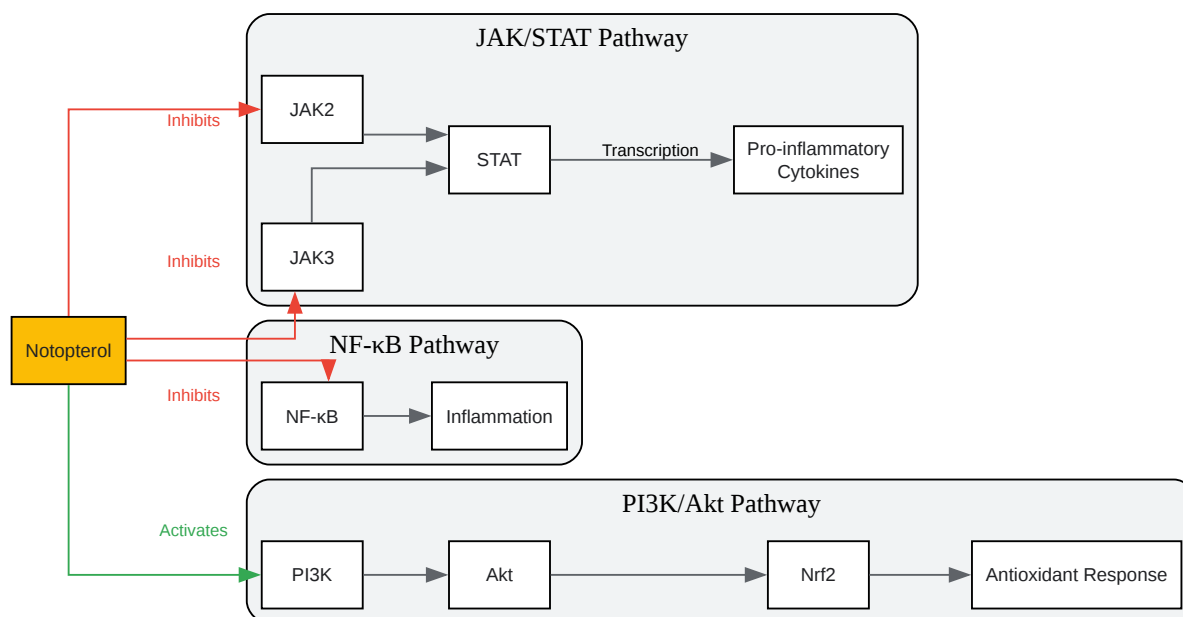 JAK/STAT Pathway
JAK2
Inhibits
STAT
Transcription
Pro-inflammatory
Cytokines
JAK3
Inhibits
Notopterol
NF-κB Pathway
Inhibits
NF-κB
Inflammation
PI3K/Akt Pathway
Activates
PI3K
Akt
Nrf2
Antioxidant Response